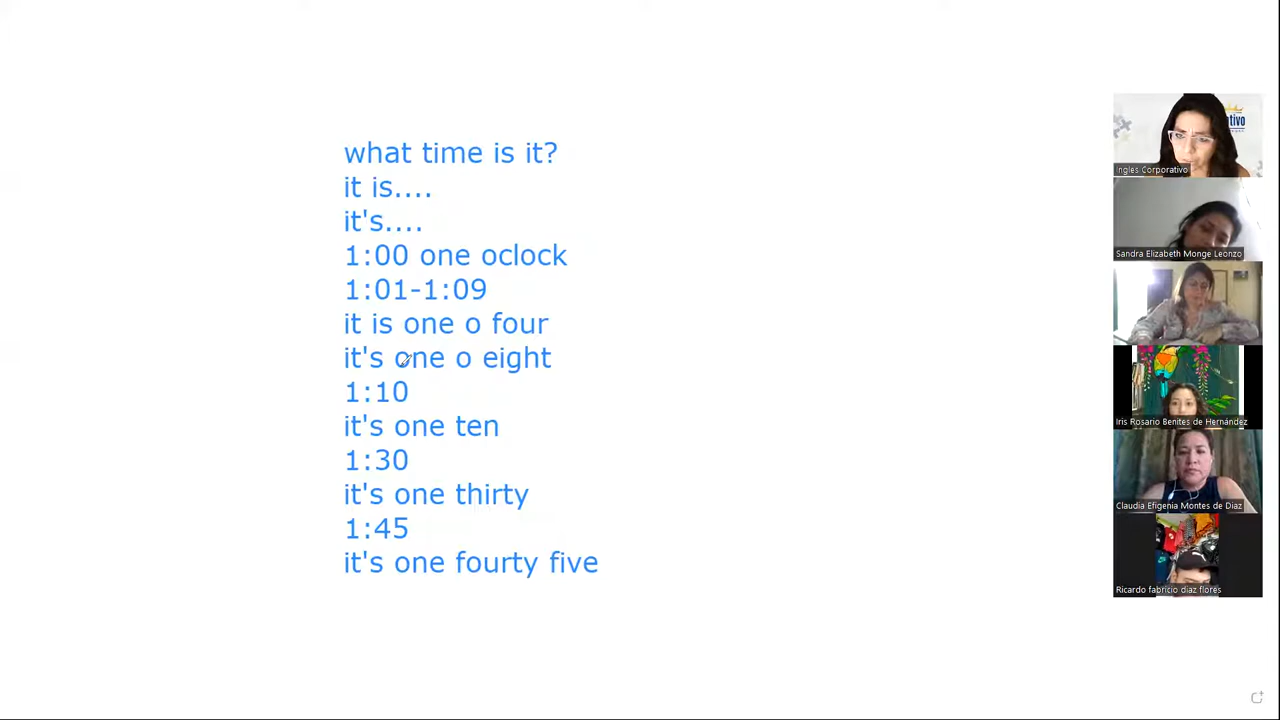 what time is it?
it is....
it's....
1:00 one oclock
1:01-1:09
it is one o four
it's one o eight
1:10
it's one ten
1:30
it's one thirty
1:45
it's one fourty five
Ingles Corporativo
Sandra Elizabeth Monge Leonzo
Iris Rosario Benites de Hernández
Claudia Efigenia Montes de Diaz
Ricardo fabricio diaz flores